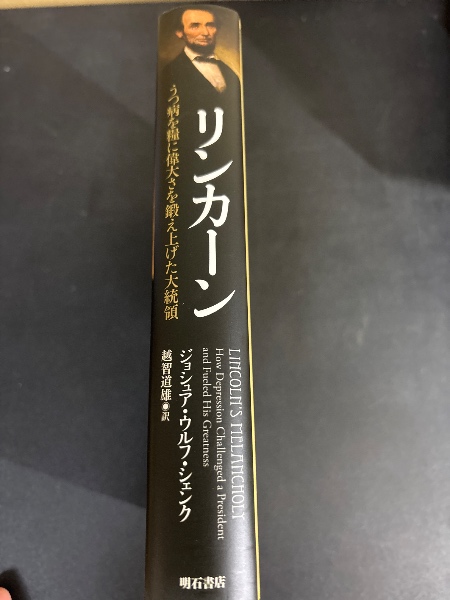 リンカーン
うつ病を糧に偉大さを鍛え上げた大統領
LINCOLN'S MELANCHOLY
How Depression Challenged a President
and Fueled His Greatness
ジョシュア・ウルフ・シェンク
越智道雄◉訳
明石書店